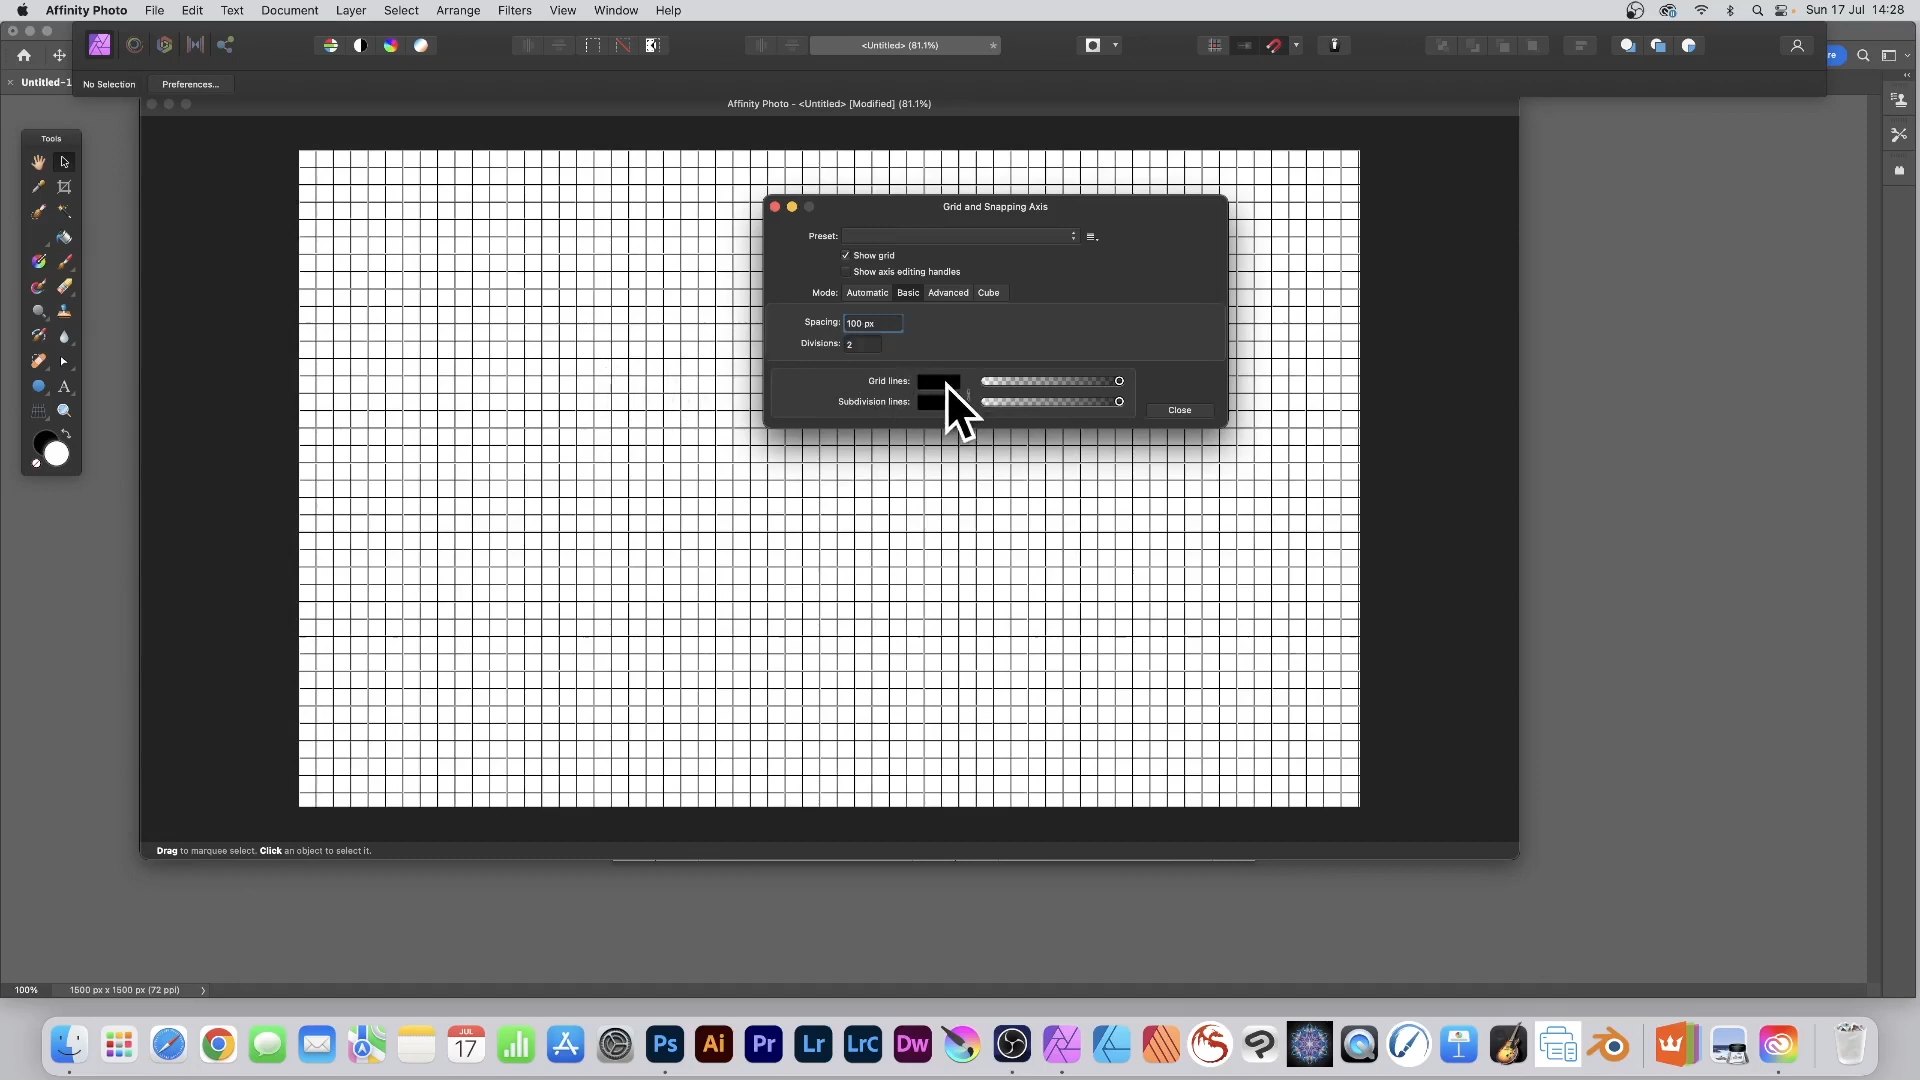 Affinity Photo File Edit Text Document Layer Select Arrange Filters View Window Help Sun 17 Jul 14:28
<Untitled> (81.1%) *
re
× Untitled-1 No Selection Preferences...
Affinity Photo - <Untitled> [Modified] (81.1%)
Tools
Grid and Snapping Axis
Preset:
Show grid
Show axis editing handles
Mode: Automatic Basic Advanced Cube
Spacing: 100 px
Divisions: 2
Grid lines:
Subdivision lines:
Close
A
Drag to marquee select. Click an object to select it.
100% 1500 px x 1500 px (72 ppi)
JUL
17 Ps Ai Pr Lr LrC Dw